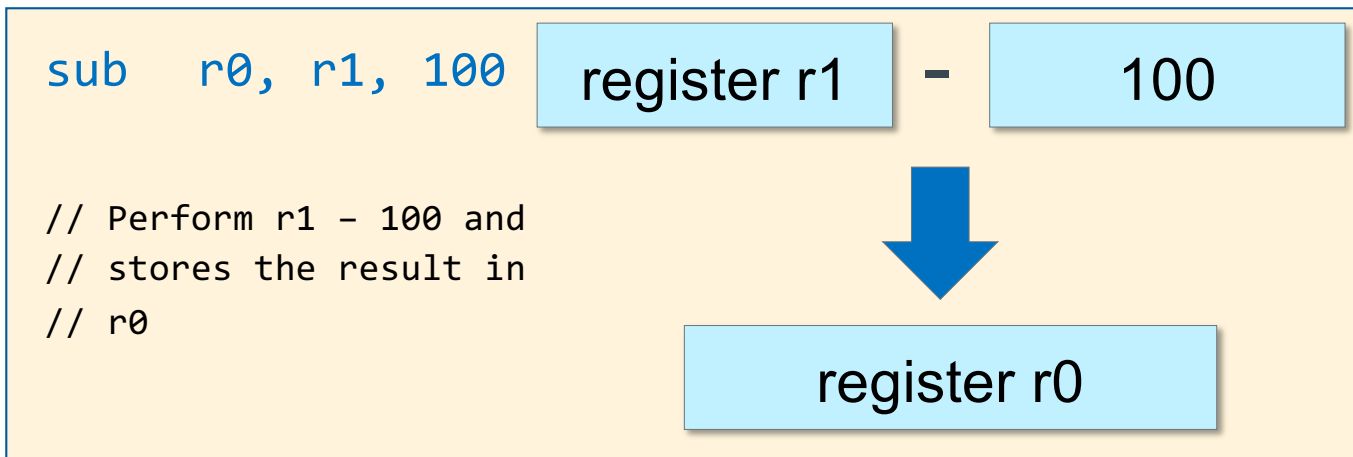 sub   r0, r1, 100
register r1 - 100
// Perform r1 – 100 and
// stores the result in
// r0
register r0